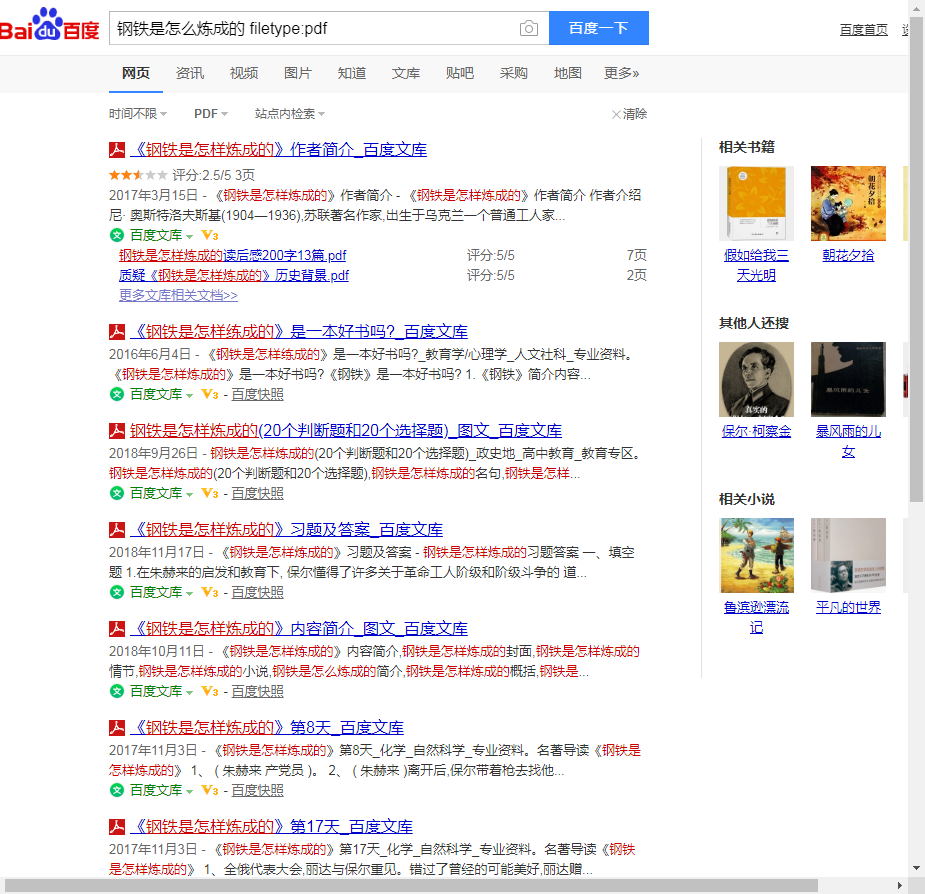 Bai du 百度
钢铁是怎么炼成的 filetype:pdf
百度一下
百度首页
网页 资讯 视频 图片 知道 文库 贴吧 采购 地图 更多»
时间不限 PDF 站点内检索 清除
《钢铁是怎样炼成的》作者简介_百度文库
评分:2.5/5 3页
2017年3月15日 - 《钢铁是怎样炼成的》作者简介 - 《钢铁是怎样炼成的》作者简介 作者介绍
尼· 奥斯特洛夫斯基(1904—1936),苏联著名作家,出生于乌克兰一个普通工人家...
百度文库 V3
钢铁是怎样炼成的读后感200字13篇.pdf 评分:5/5 7页
质疑《钢铁是怎样炼成的》历史背景.pdf 评分:5/5 2页
更多文库相关文档>>
《钢铁是怎样练成的》是一本好书吗?_百度文库
2016年6月4日 - 《钢铁是怎样练成的》是一本好书吗?_教育学/心理学_人文社科_专业资料。
《钢铁是怎样炼成的》是一本好书吗?《钢铁》是一本好书吗? 1.《钢铁》简介内容...
百度文库 V3 - 百度快照
钢铁是怎样炼成的(20个判断题和20个选择题)_图文_百度文库
2018年9月26日 - 钢铁是怎样炼成的(20个判断题和20个选择题)_政史地_高中教育_教育专区。
钢铁是怎样炼成的(20个判断题和20个选择题),钢铁是怎样炼成的名句,钢铁是怎样...
百度文库 V3 - 百度快照
《钢铁是怎样炼成的》习题及答案_百度文库
2018年11月17日 - 《钢铁是怎样炼成的》习题及答案 - 钢铁是怎样炼成的习题答案 一、填空
题 1.在朱赫来的启发和教育下, 保尔懂得了许多关于革命工人阶级和阶级斗争的 道...
百度文库 V3 - 百度快照
《钢铁是怎样炼成的》内容简介_图文_百度文库
2018年10月11日 - 《钢铁是怎样炼成的》内容简介,钢铁是怎样炼成的封面,钢铁是怎样炼成的
情节,钢铁是怎样炼成的小说,钢铁是怎么炼成的简介,钢铁是怎样炼成的概括,钢铁是...
百度文库 V3 - 百度快照
《钢铁是怎样炼成的》第8天_百度文库
2017年11月3日 - 《钢铁是怎样炼成的》第8天_化学_自然科学_专业资料。名著导读《钢铁是
怎样炼成的》 1、 ( 朱赫来 产党员 )。 2、 ( 朱赫来 )离开后,保尔带着枪去找他...
百度文库 V3 - 百度快照
《钢铁是怎样炼成的》第17天_百度文库
2017年11月3日 - 《钢铁是怎样炼成的》第17天_化学_自然科学_专业资料。名著导读《钢铁
是怎样炼成的》 1、全俄代表大会,丽达与保尔重见。错过了曾经的可能美好,丽达赠...
相关书籍
朝花夕拾
假如给我三
天光明
朝花夕拾
其他人还搜
真实的
暴风雨的儿女
保尔·柯察金
暴风雨的儿
女
相关小说
鲁滨逊漂流
记
平凡的世界